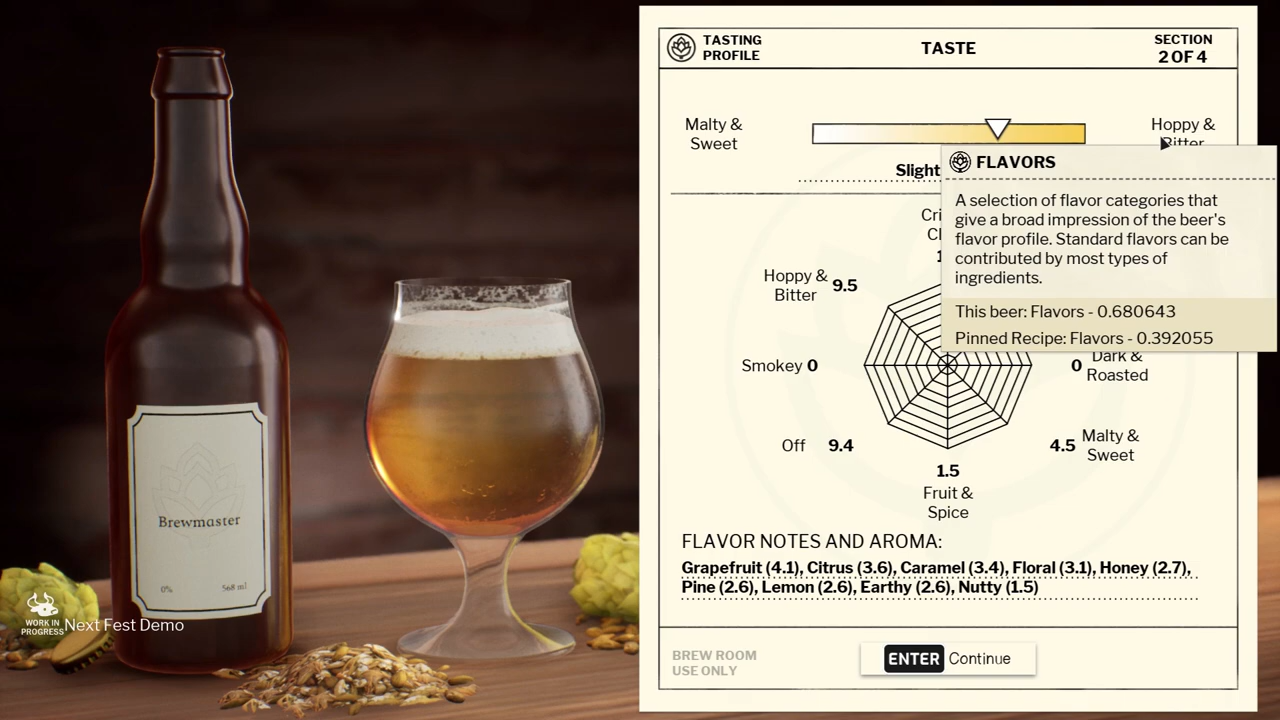 TASTING
PROFILE
TASTE
SECTION
2 OF 4
Malty &
Sweet
Hoppy &
Bitter
Slight
FLAVORS
A selection of flavor categories that
give a broad impression of the beer's
flavor profile. Standard flavors can be
contributed by most types of
ingredients.
This beer: Flavors - 0.680643
Pinned Recipe: Flavors - 0.392055
Hoppy &
Bitter
9.5
Smokey 0
0 Dark &
Roasted
Off 9.4
4.5 Malty &
Sweet
1.5
Fruit &
Spice
FLAVOR NOTES AND AROMA:
Grapefruit (4.1), Citrus (3.6), Caramel (3.4), Floral (3.1), Honey (2.7),
Pine (2.6), Lemon (2.6), Earthy (2.6), Nutty (1.5)
BREW ROOM
USE ONLY
ENTER Continue
Brewmaster
0% 568 ml
WORK IN
PROGRESS
Next Fest Demo